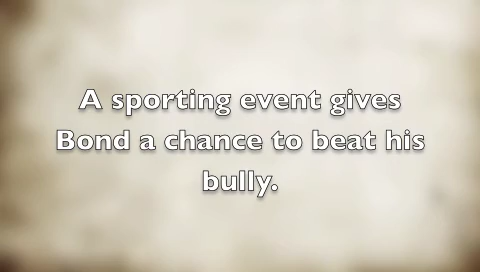 A sporting event gives
Bond a chance to beat his
bully.